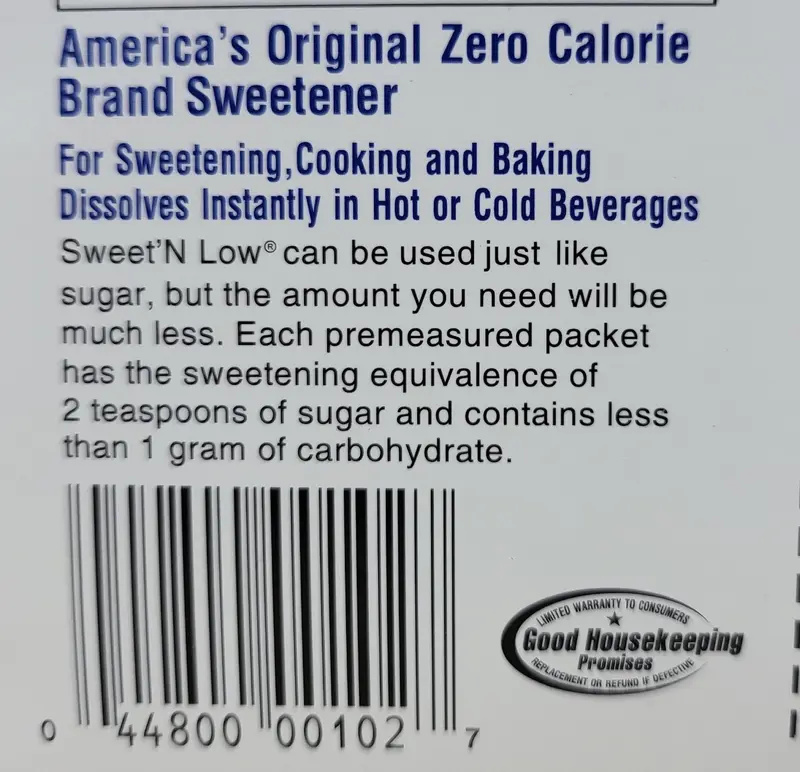 America's Original Zero Calorie
Brand Sweetener
For Sweetening,Cooking and Baking
Dissolves Instantly in Hot or Cold Beverages
Sweet'N Low® can be used just like
sugar, but the amount you need will be
much less. Each premeasured packet
has the sweetening equivalence of
2 teaspoons of sugar and contains less
than 1 gram of carbohydrate.
LIMITED WARRANTY TO CONSUMERS
Good Housekeeping
Promises
REPLACEMENT OR REFUND IF DEFECTIVE
0 44800 00102 7